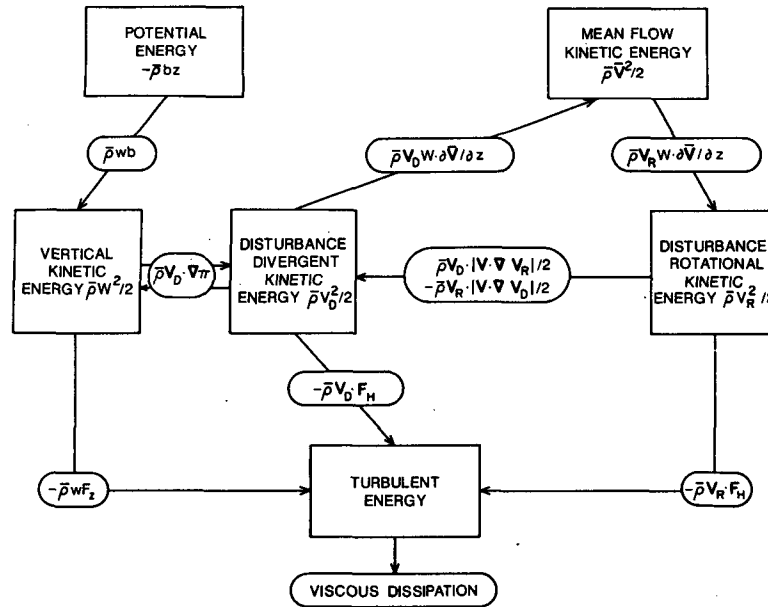 POTENTIAL
ENERGY
-ρ̄bz
MEAN FLOW
KINETIC ENERGY
ρ̄V̄²/2
ρ̄wb
ρ̄V_D W·∂V̄/∂z
ρ̄V_R W·∂V̄/∂z
VERTICAL
KINETIC
ENERGY ρ̄W²/2
ρ̄V_D·∇π
DISTURBANCE
DIVERGENT
KINETIC
ENERGY ρ̄V_D²/2
ρ̄V_D·|V·∇ V_R|/2
-ρ̄V_R·|V·∇ V_D|/2
DISTURBANCE
ROTATIONAL
KINETIC
ENERGY ρ̄V_R²/2
-ρ̄V_D·F_H
-ρ̄wF_z
TURBULENT
ENERGY
-ρ̄V_R·F_H
VISCOUS DISSIPATION